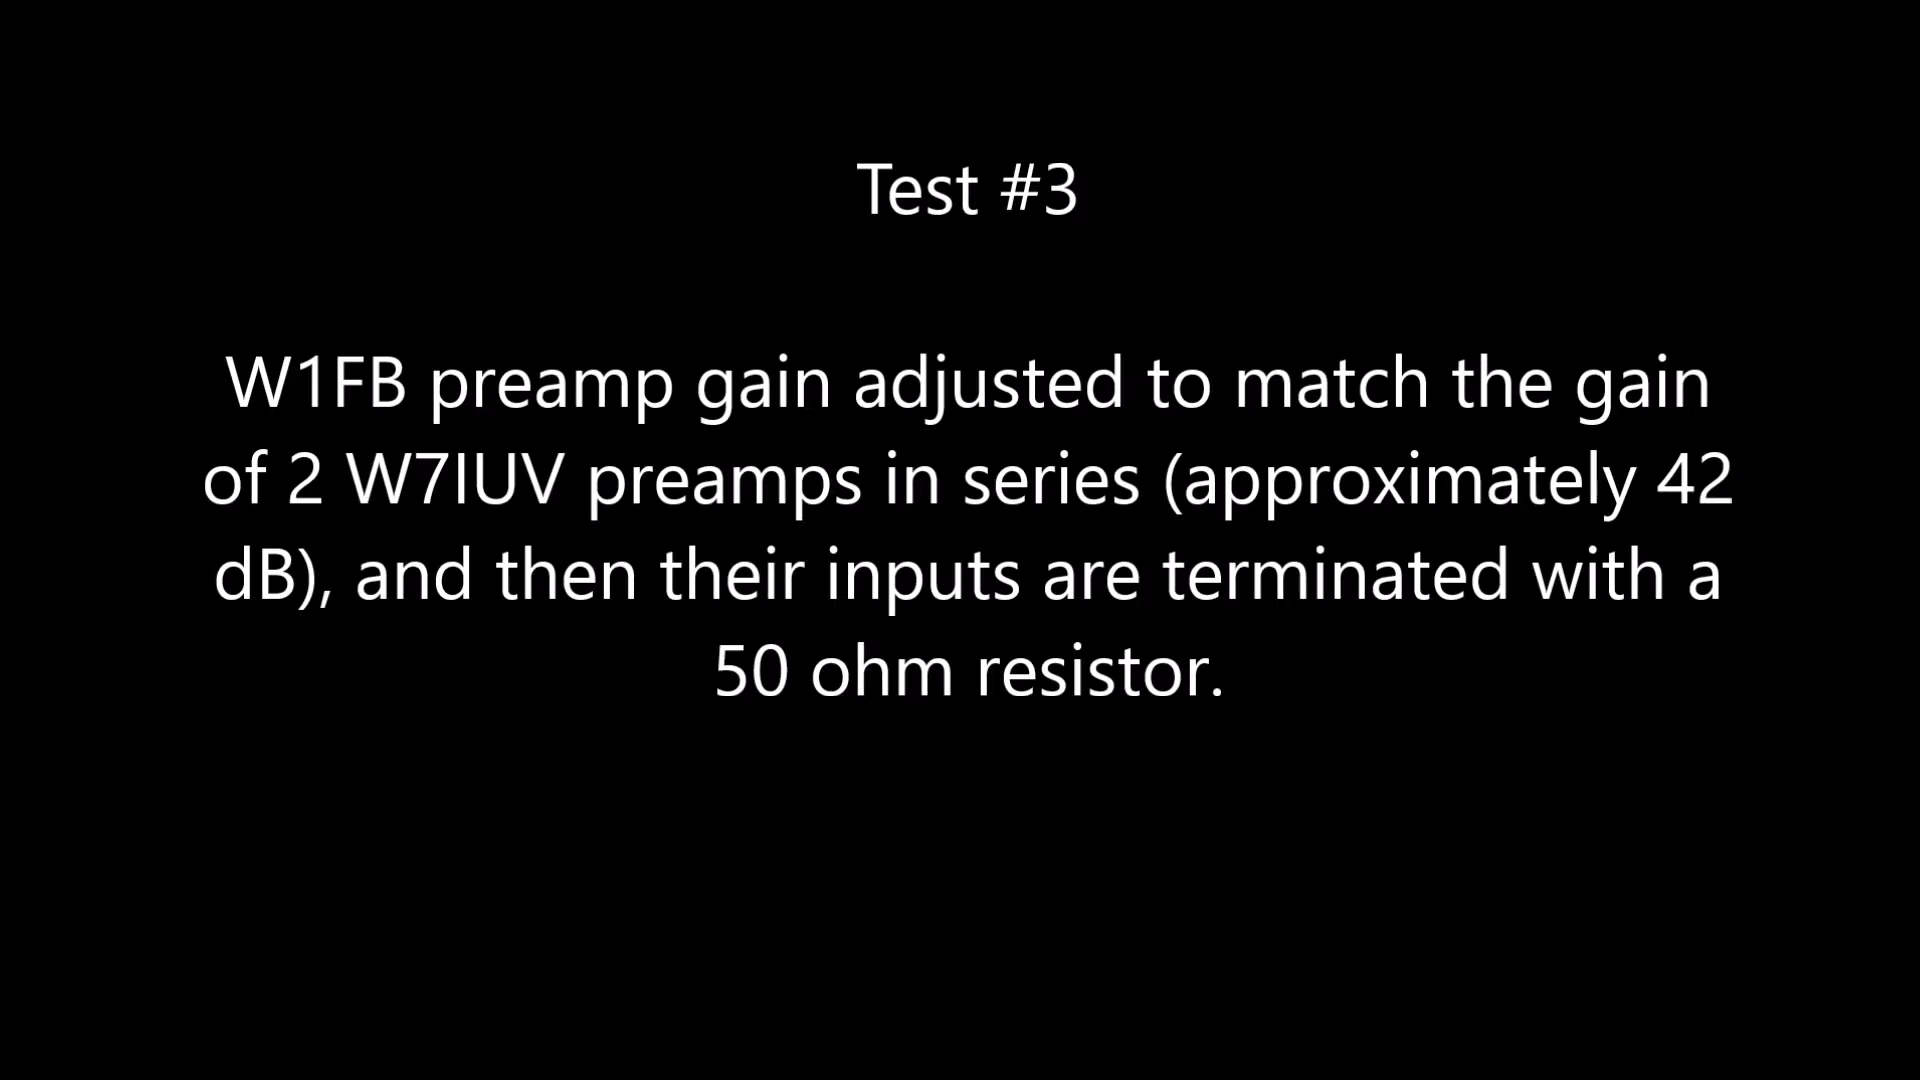 Test #3
W1FB preamp gain adjusted to match the gain
of 2 W7IUV preamps in series (approximately 42
dB), and then their inputs are terminated with a
50 ohm resistor.